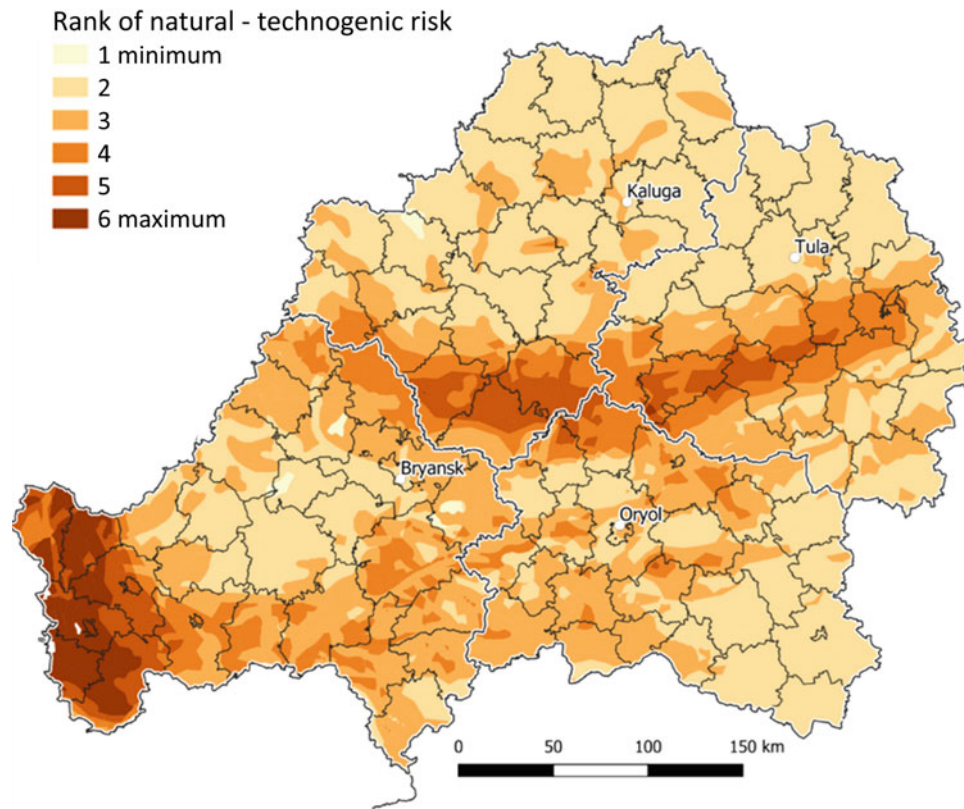 Rank of natural - technogenic risk
1 minimum
2
3
4
5
6 maximum
Kaluga
Tula
Bryansk
Oryol
0 50 100 150 km